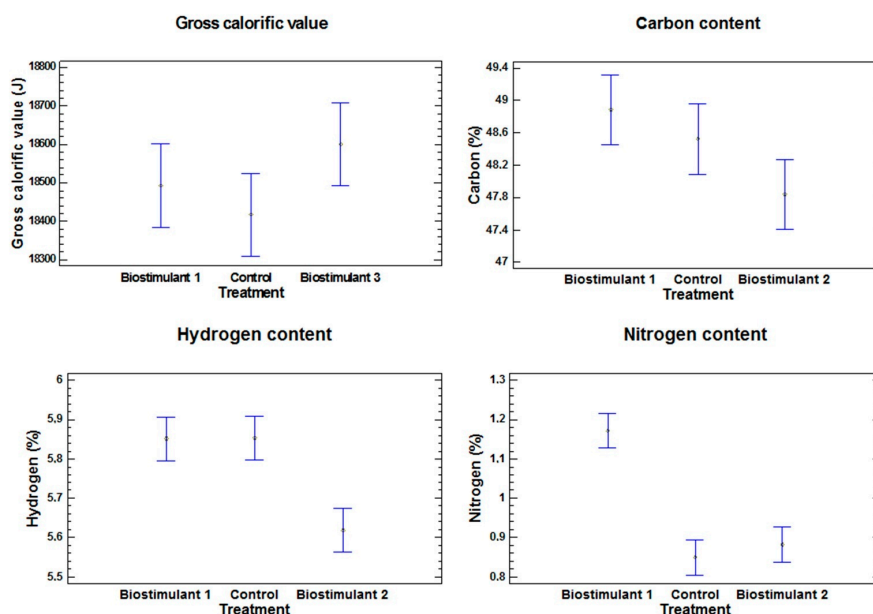 Gross calorific value
Gross calorific value (J)
18800
18700
18600
18500
18400
18300
Biostimulant 1 Control Biostimulant 3
Treatment
Carbon content
Carbon (%)
49.4
49
48.6
48.2
47.8
47.4
47
Biostimulant 1 Control Biostimulant 2
Treatment
Hydrogen content
Hydrogen (%)
6
5.9
5.8
5.7
5.6
5.5
Biostimulant 1 Control Biostimulant 2
Treatment
Nitrogen content
Nitrogen (%)
1.3
1.2
1.1
1
0.9
0.8
Biostimulant 1 Control Biostimulant 2
Treatment